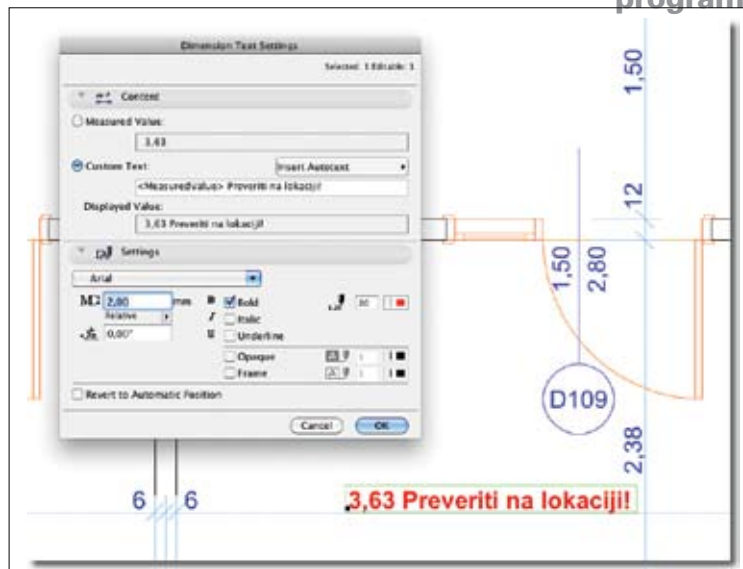 program
Dimension Text Settings
Selected: 1 Editable: 1
Content
Measured Value:
3,63
Custom Text:
Insert Autotext
<MeasuredValue> Preveriti na lokaciji!
Displayed Value:
3,63 Preveriti na lokaciji!
Settings
Arial
2,00 mm
B Bold
Relative
I Italic
0,00°
U Underline
Opaque
Frame
Revert to Automatic Position
Cancel
OK
1,50
12
1,50
2,80
D109
2,38
6 6
3,63 Preveriti na lokaciji!